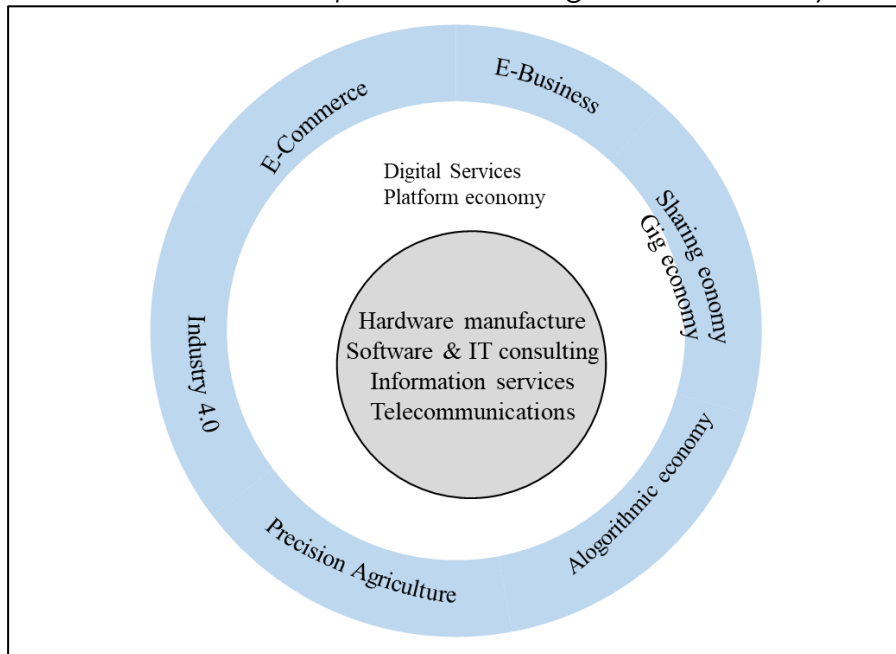 E-Business
E-Commerce
Digital Services
Platform economy
Sharing eonomy
Gig economy
Hardware manufacture
Software & IT consulting
Information services
Telecommunications
Industry 4.0
Alogorithmic economy
Precision Agriculture